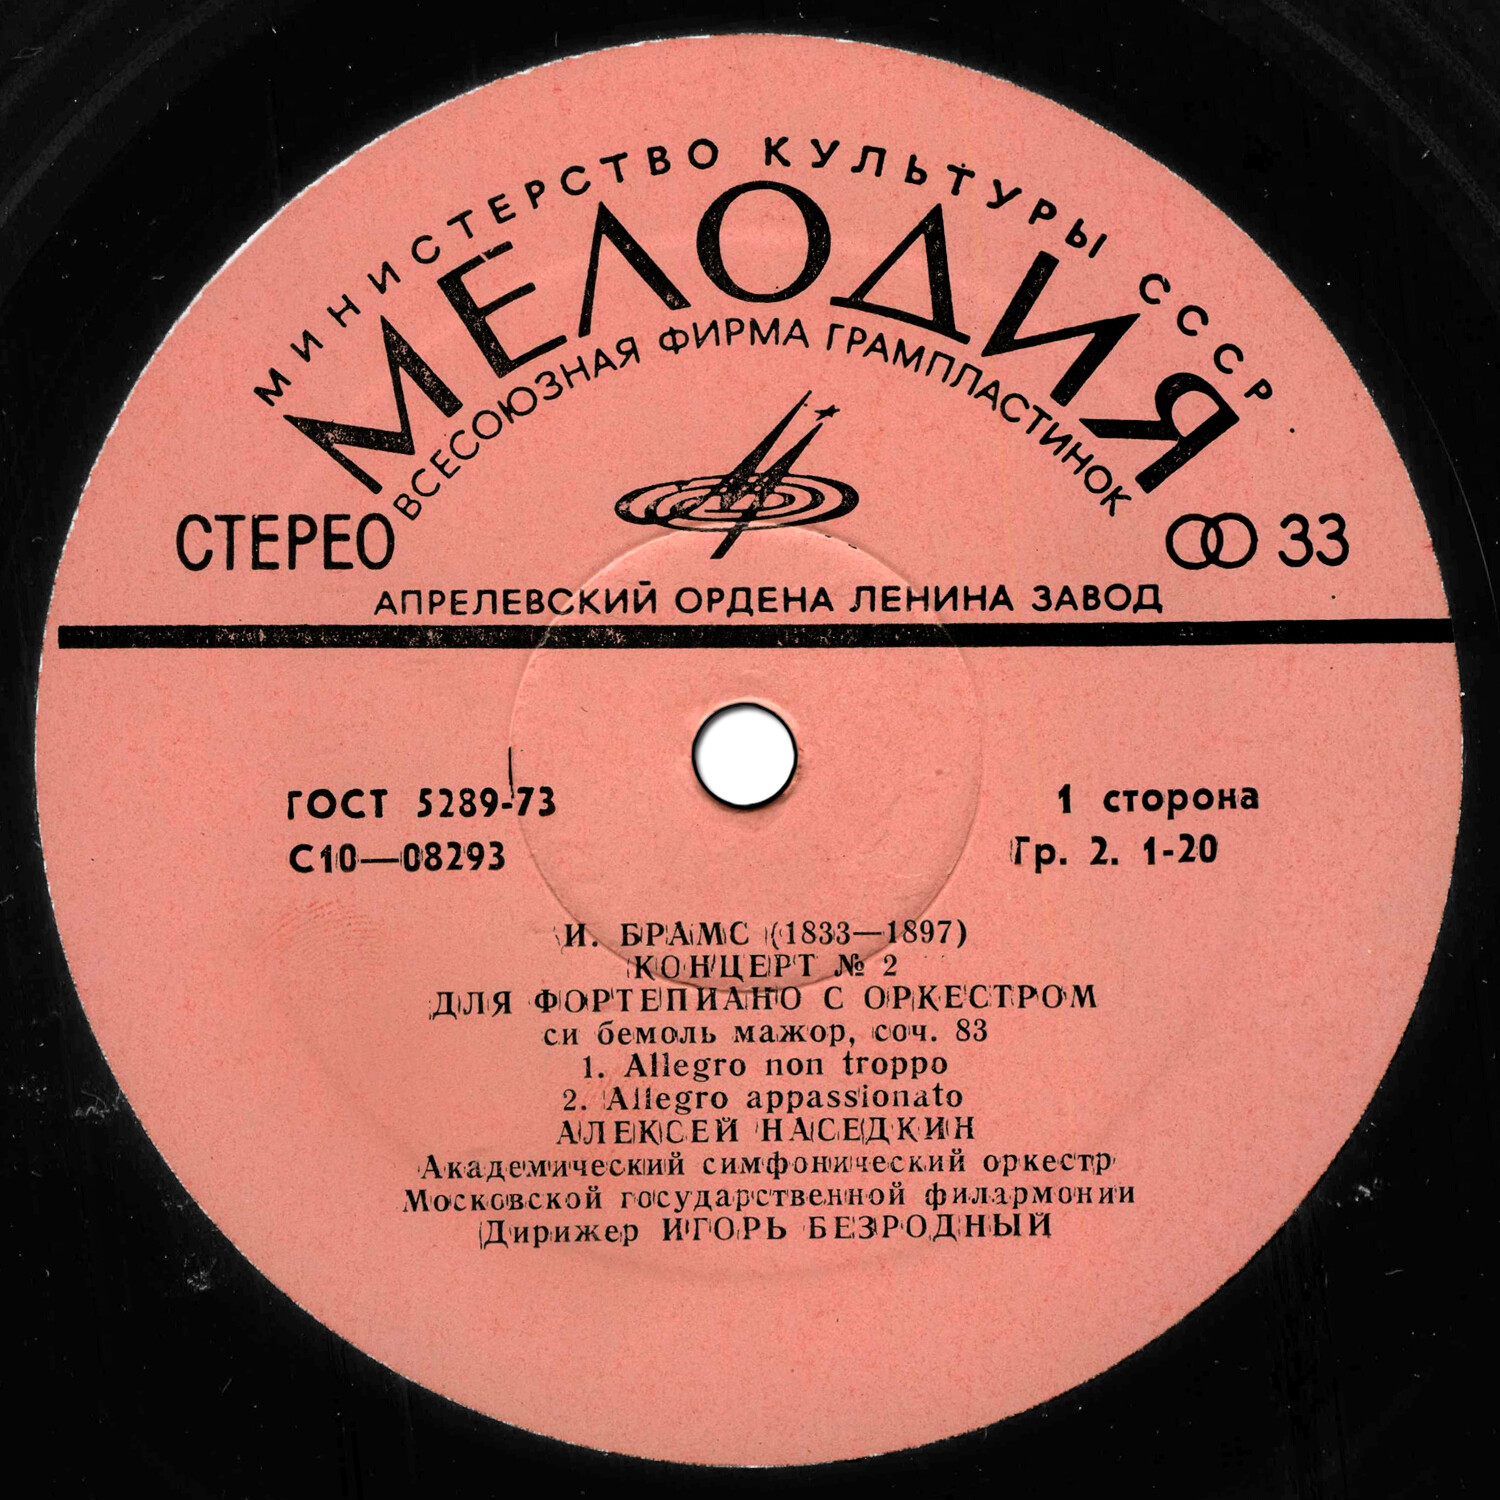 МИНИСТЕРСТВО КУЛЬТУРЫ СССР
МЕЛОДИЯ
ВСЕСОЮЗНАЯ ФИРМА ГРАМПЛАСТИНОК
СТЕРЕО
33
АПРЕЛЕВСКИЙ ОРДЕНА ЛЕНИНА ЗАВОД
ГОСТ 5289-73
1 сторона
С10—08293
Гр. 2. 1-20
И. БРАМС (1833—1897)
КОНЦЕРТ № 2
ДЛЯ ФОРТЕПИАНО С ОРКЕСТРОМ
си бемоль мажор, соч. 83
1. Allegro non troppo
2. Allegro appassionato
АЛЕКСЕЙ НАСЕДКИН
Академический симфонический оркестр
Московской государственной филармонии
Дирижер ИГОРЬ БЕЗРОДНЫЙ